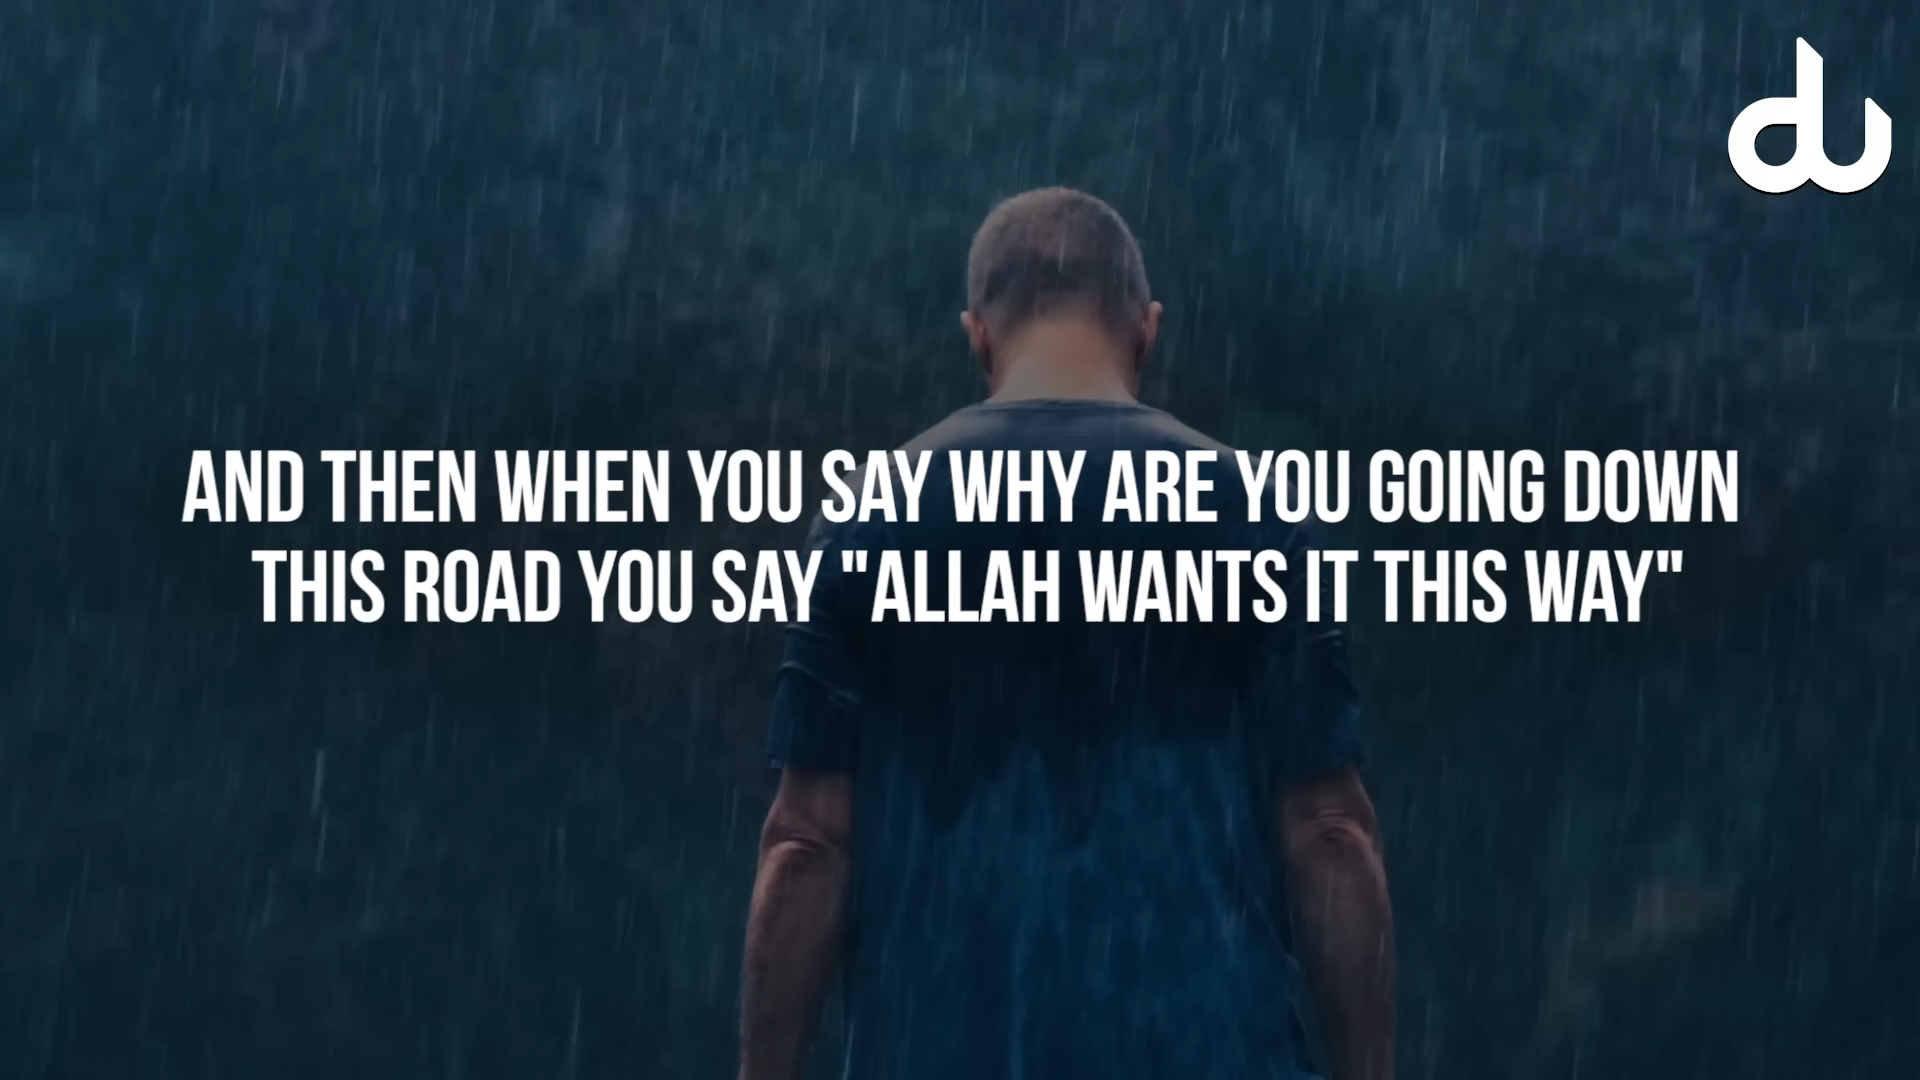 AND THEN WHEN YOU SAY WHY ARE YOU GOING DOWN
THIS ROAD YOU SAY "ALLAH WANTS IT THIS WAY"